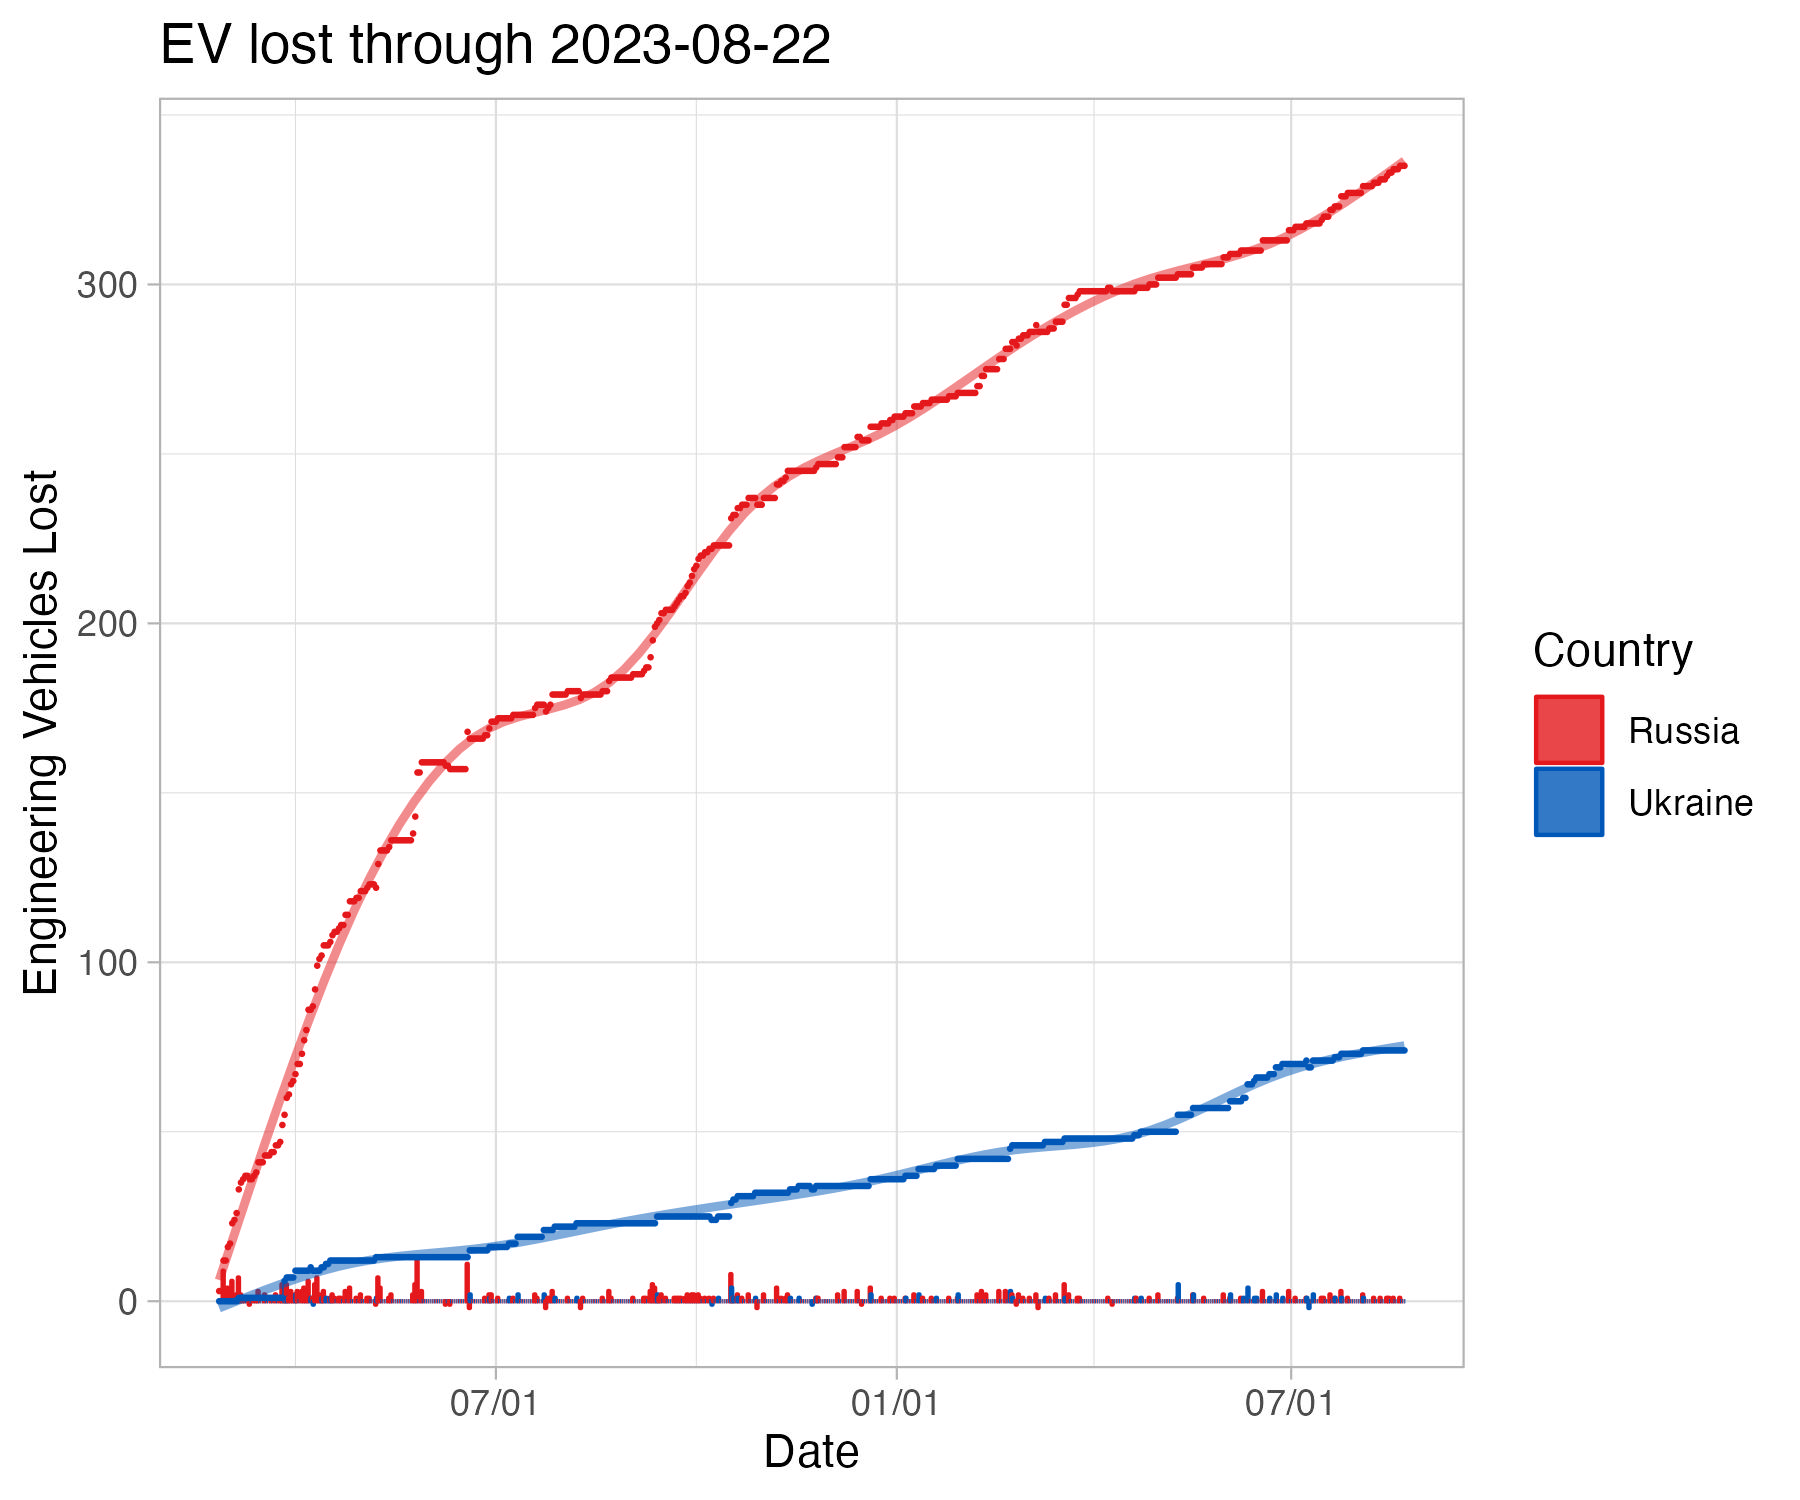 EV lost through 2023-08-22
Engineering Vehicles Lost
300
200
100
0
07/01
01/01
07/01
Date
Country
Russia
Ukraine